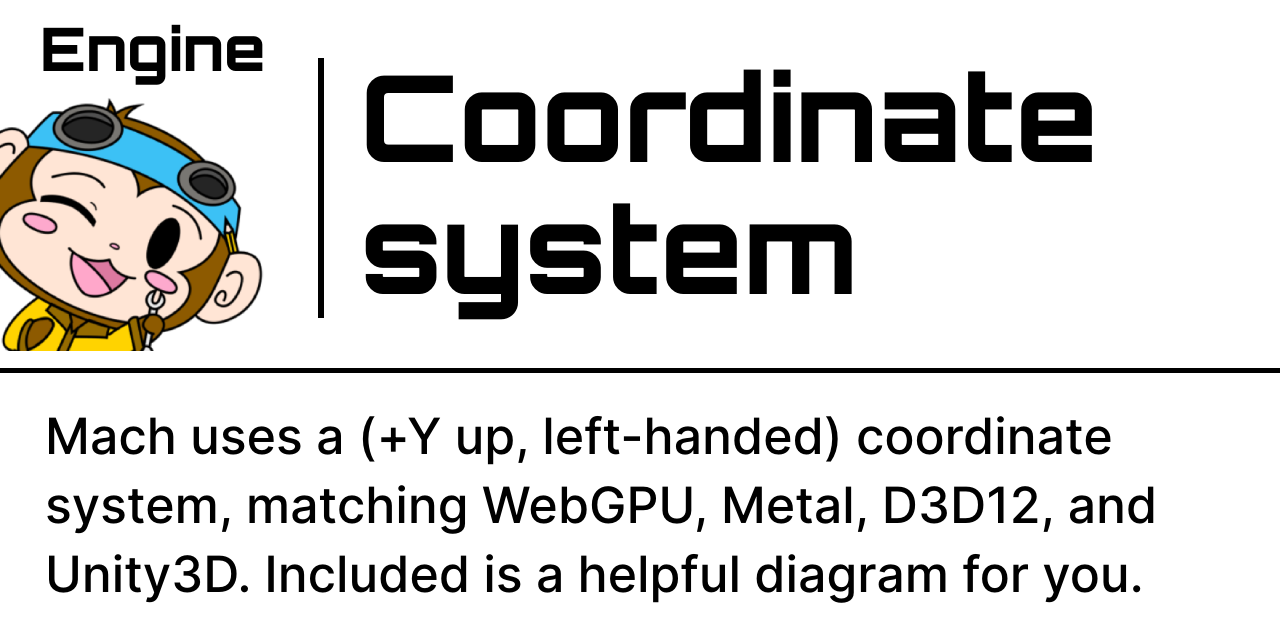 Engine
Coordinate
system
Mach uses a (+Y up, left-handed) coordinate
system, matching WebGPU, Metal, D3D12, and
Unity3D. Included is a helpful diagram for you.